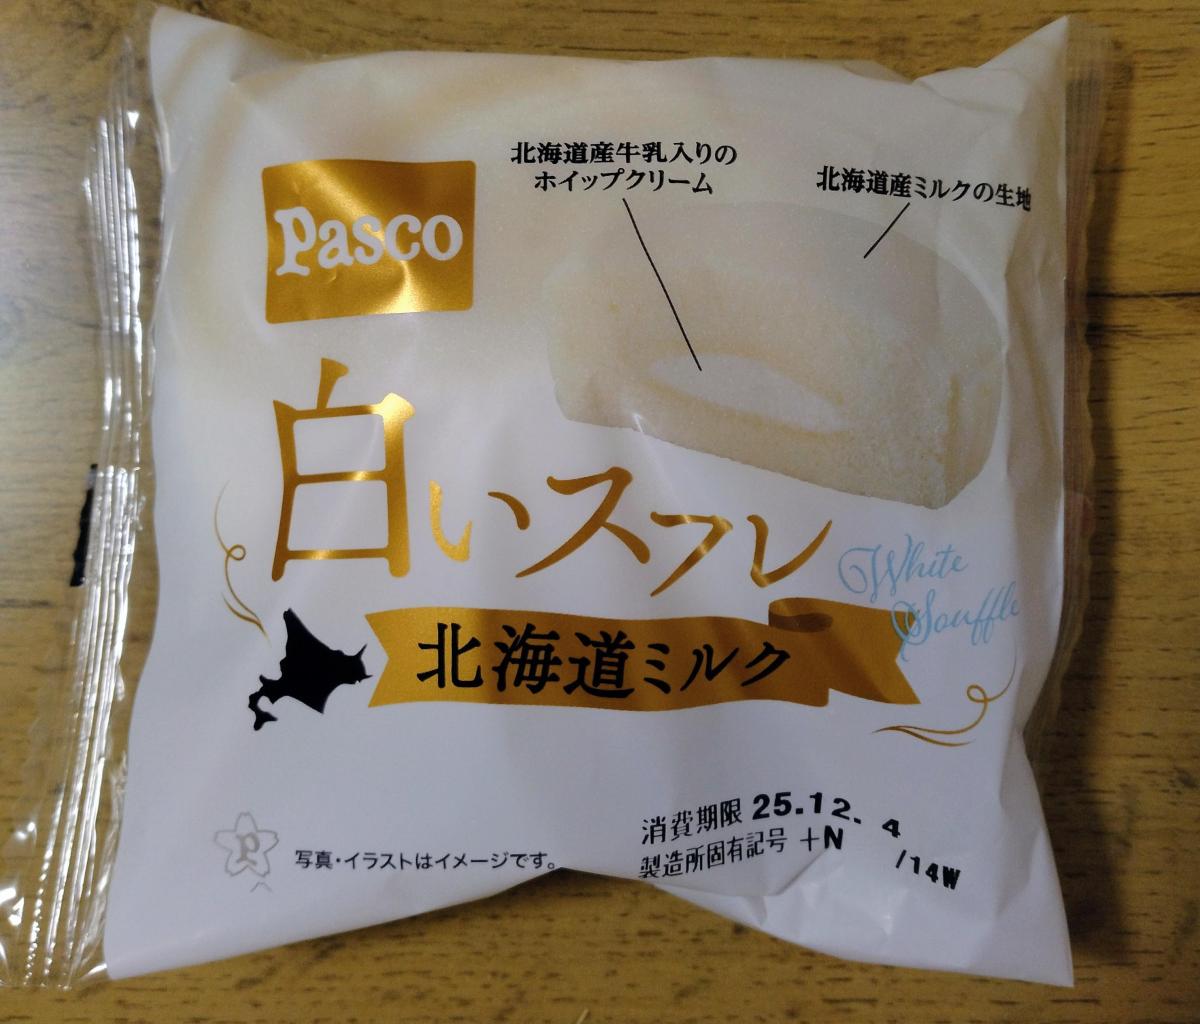 Pasco
北海道産牛乳入りの
ホイップクリーム
北海道産ミルクの生地
白いスフレ
White
Souffle
北海道ミルク
消費期限 25.12. 4
製造所固有記号 +N /14W
P
写真・イラストはイメージです。